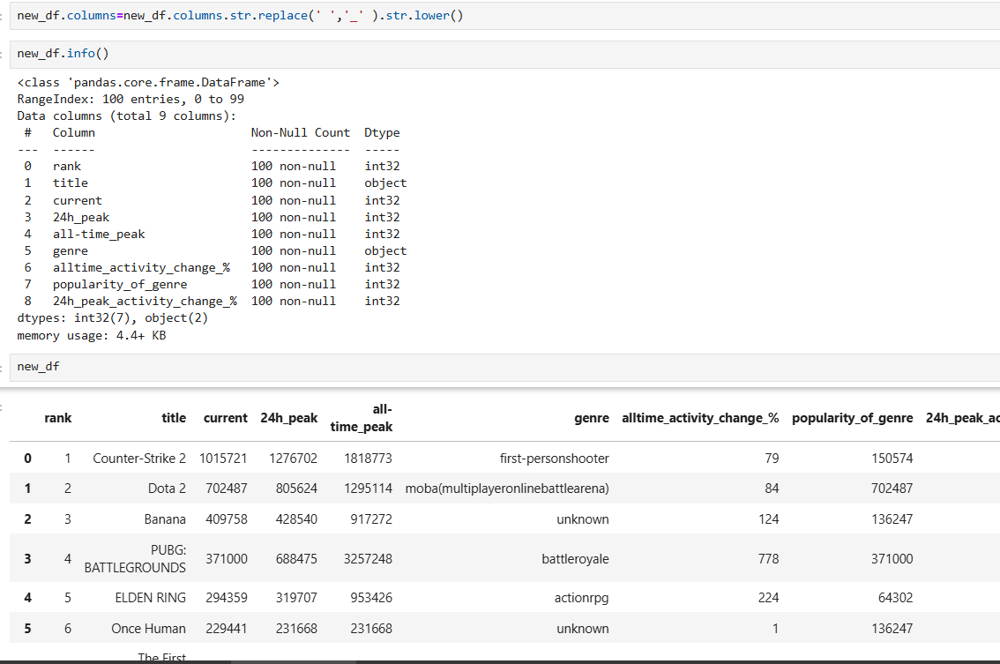 new_df.columns=new_df.columns.str.replace(' ','_' ).str.lower()
new_df.info()
<class 'pandas.core.frame.DataFrame'>
RangeIndex: 100 entries, 0 to 99
Data columns (total 9 columns):
 #   Column                      Non-Null Count  Dtype
---  ------                      --------------  -----
 0   rank                        100 non-null    int32
 1   title                       100 non-null    object
 2   current                     100 non-null    int32
 3   24h_peak                    100 non-null    int32
 4   all-time_peak               100 non-null    int32
 5   genre                       100 non-null    object
 6   alltime_activity_change_%   100 non-null    int32
 7   popularity_of_genre         100 non-null    int32
 8   24h_peak_activity_change_%  100 non-null    int32
dtypes: int32(7), object(2)
memory usage: 4.4+ KB
new_df
rank title current 24h_peak all-
time_peak genre alltime_activity_change_% popularity_of_genre 24h_peak_ac
0 1 Counter-Strike 2 1015721 1276702 1818773 first-personshooter 79 150574
1 2 Dota 2 702487 805624 1295114 moba(multiplayeronlinebattlearena) 84 702487
2 3 Banana 409758 428540 917272 unknown 124 136247
3 4 PUBG:
BATTLEGROUNDS 371000 688475 3257248 battleroyale 778 371000
4 5 ELDEN RING 294359 319707 953426 actionrpg 224 64302
5 6 Once Human 229441 231668 231668 unknown 1 136247
The First